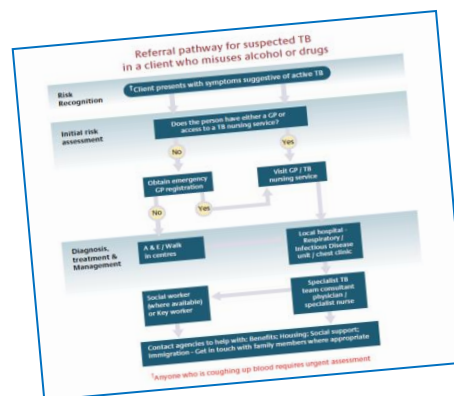 Referral pathway for suspected TB
in a client who misuses alcohol or drugs
Risk
Recognition
†Client presents with symptoms suggestive of active TB
Initial risk
assessment
Does the person have either a GP or
access to a TB nursing service?
No
Yes
Obtain emergency
GP registration
Visit GP / TB
nursing service
No
Yes
Diagnosis,
treatment &
Management
A & E / Walk
in centres
Local hospital -
Respiratory /
Infectious Disease
unit / chest clinic
Social worker
(where available)
or Key worker
Specialist TB
team consultant
physician /
specialist nurse
Contact agencies to help with: Benefits; Housing; Social support;
Immigration - Get in touch with family members where appropriate
†Anyone who is coughing up blood requires urgent assessment